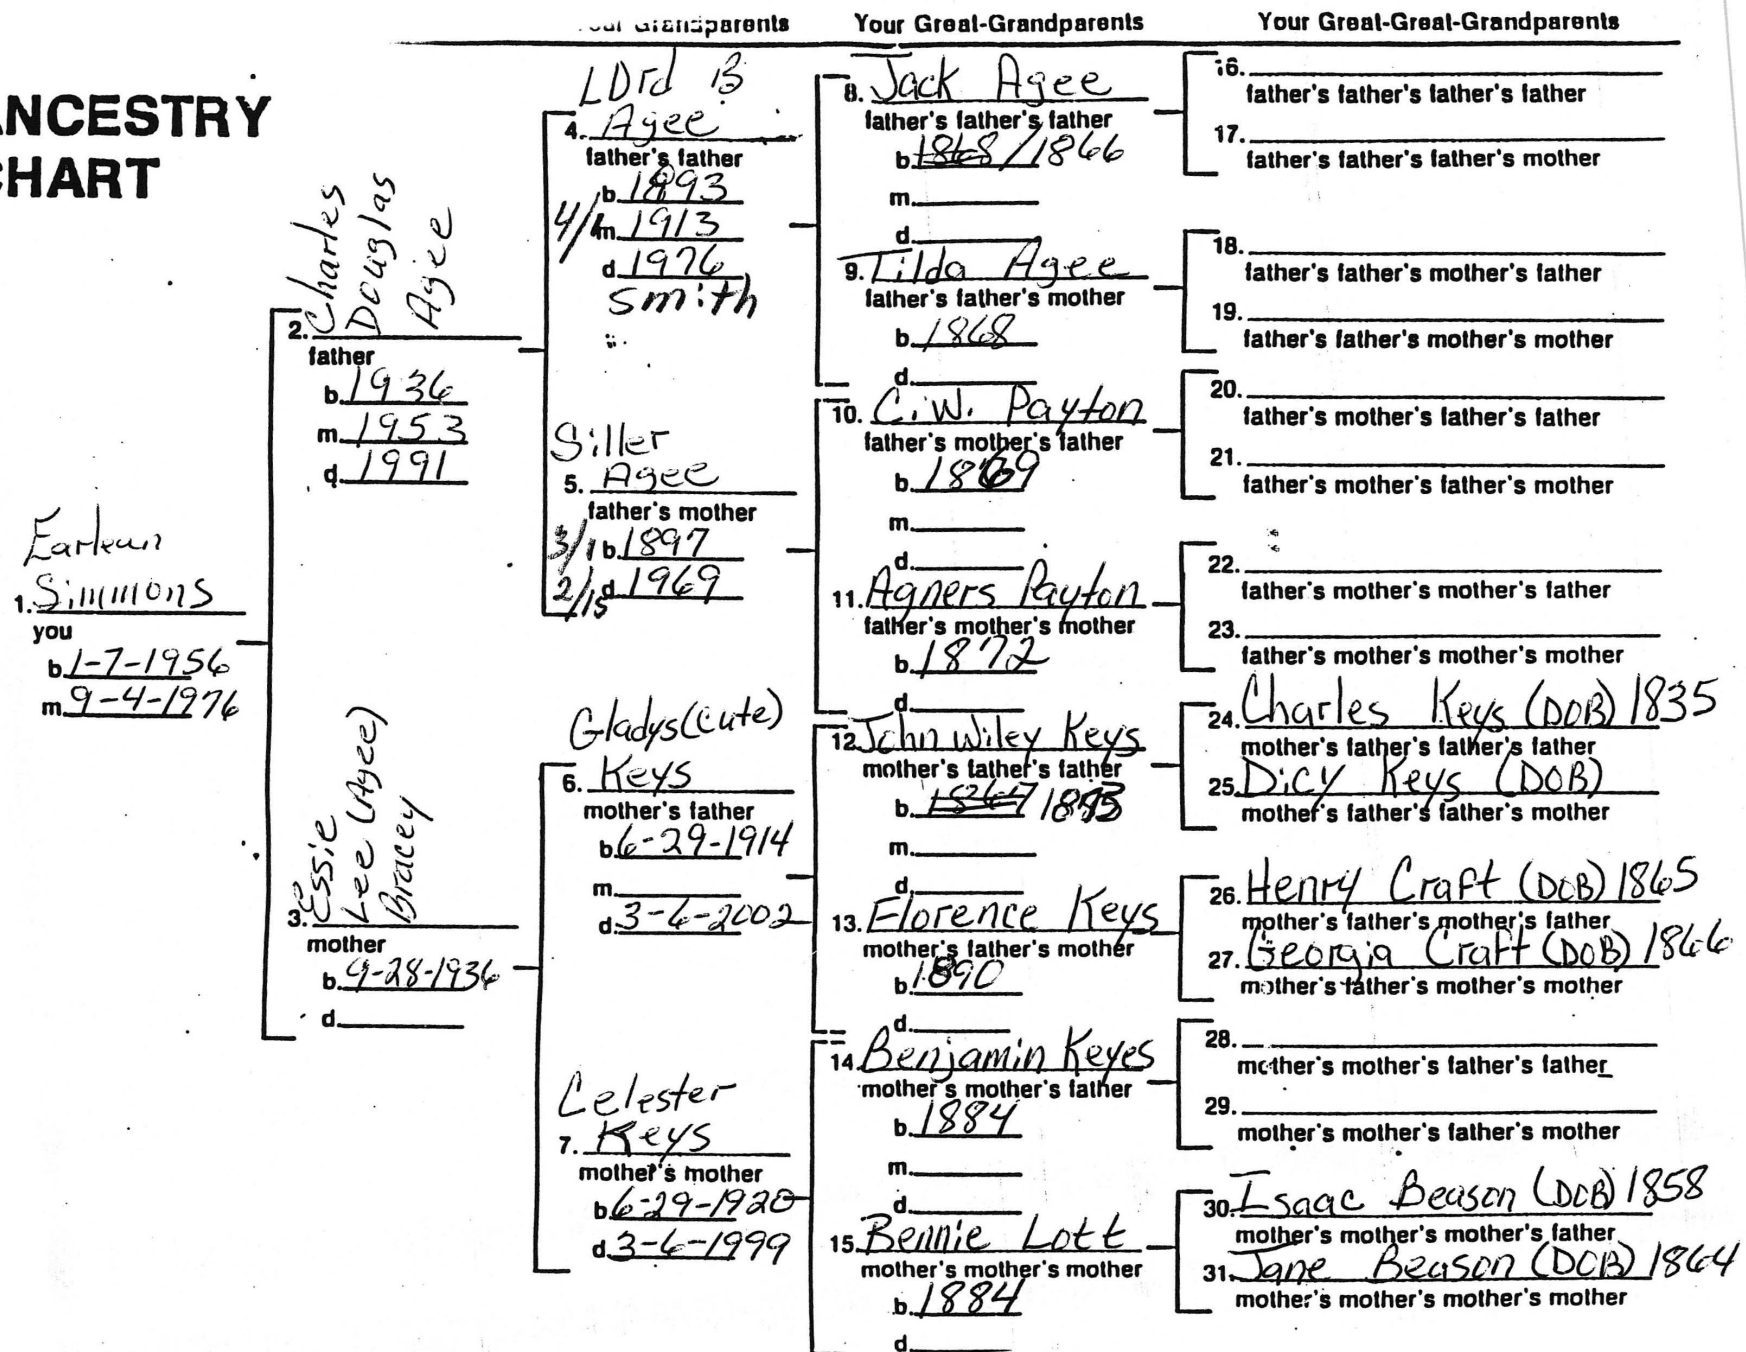 Grandparents
Your Great-Grandparents
Your Great-Great-Grandparents
ANCESTRY
CHART
1. Earlean
Simmons
you
b. 1-7-1956
m. 9-4-1976
2. Charles
Douglas
Agee
father
b. 1936
m. 1953
d. 1991
3. Essie
Lee (Agee)
Bracey
mother
b. 9-28-1936
d.
LDrd B
4. Agee
father's father
b. 1893
4/ m. 1913
d. 1976
Smith
Siller
5. Agee
father's mother
3/1 b. 1897
2/15 d. 1969
Gladys (Cute)
6. Keys
mother's father
b. 6-29-1914
m.
d. 3-6-2002
Celester
7. Keys
mother's mother
b. 6-29-1920
d. 3-6-1999
8. Jack Agee
father's father's father
b. 1868/1866
m.
d.
9. Tilda Agee
father's father's mother
b. 1868
d.
10. C.W. Payton
father's mother's father
b. 1869
m.
d.
11. Agners Payton
father's mother's mother
b. 1872
d.
12. John Wiley Keys
mother's father's father
b. 1873
m.
d.
13. Florence Keys
mother's father's mother
b. 1890
d.
14. Benjamin Keyes
mother's mother's father
b. 1884
m.
d.
15. Bennie Lott
mother's mother's mother
b. 1884
d.
16.
father's father's father's father
17.
father's father's father's mother
18.
father's father's mother's father
19.
father's father's mother's mother
20.
father's mother's father's father
21.
father's mother's father's mother
22.
father's mother's mother's father
23.
father's mother's mother's mother
24. Charles Keys (DOB) 1835
mother's father's father's father
25. Dicy Keys (DOB)
mother's father's father's mother
26. Henry Craft (DOB) 1865
mother's father's mother's father
27. Georgia Craft (DOB) 1866
mother's father's mother's mother
28.
mother's mother's father's father
29.
mother's mother's father's mother
30. Isaac Beason (DOB) 1858
mother's mother's mother's father
31. Jane Beason (DOB) 1864
mother's mother's mother's mother